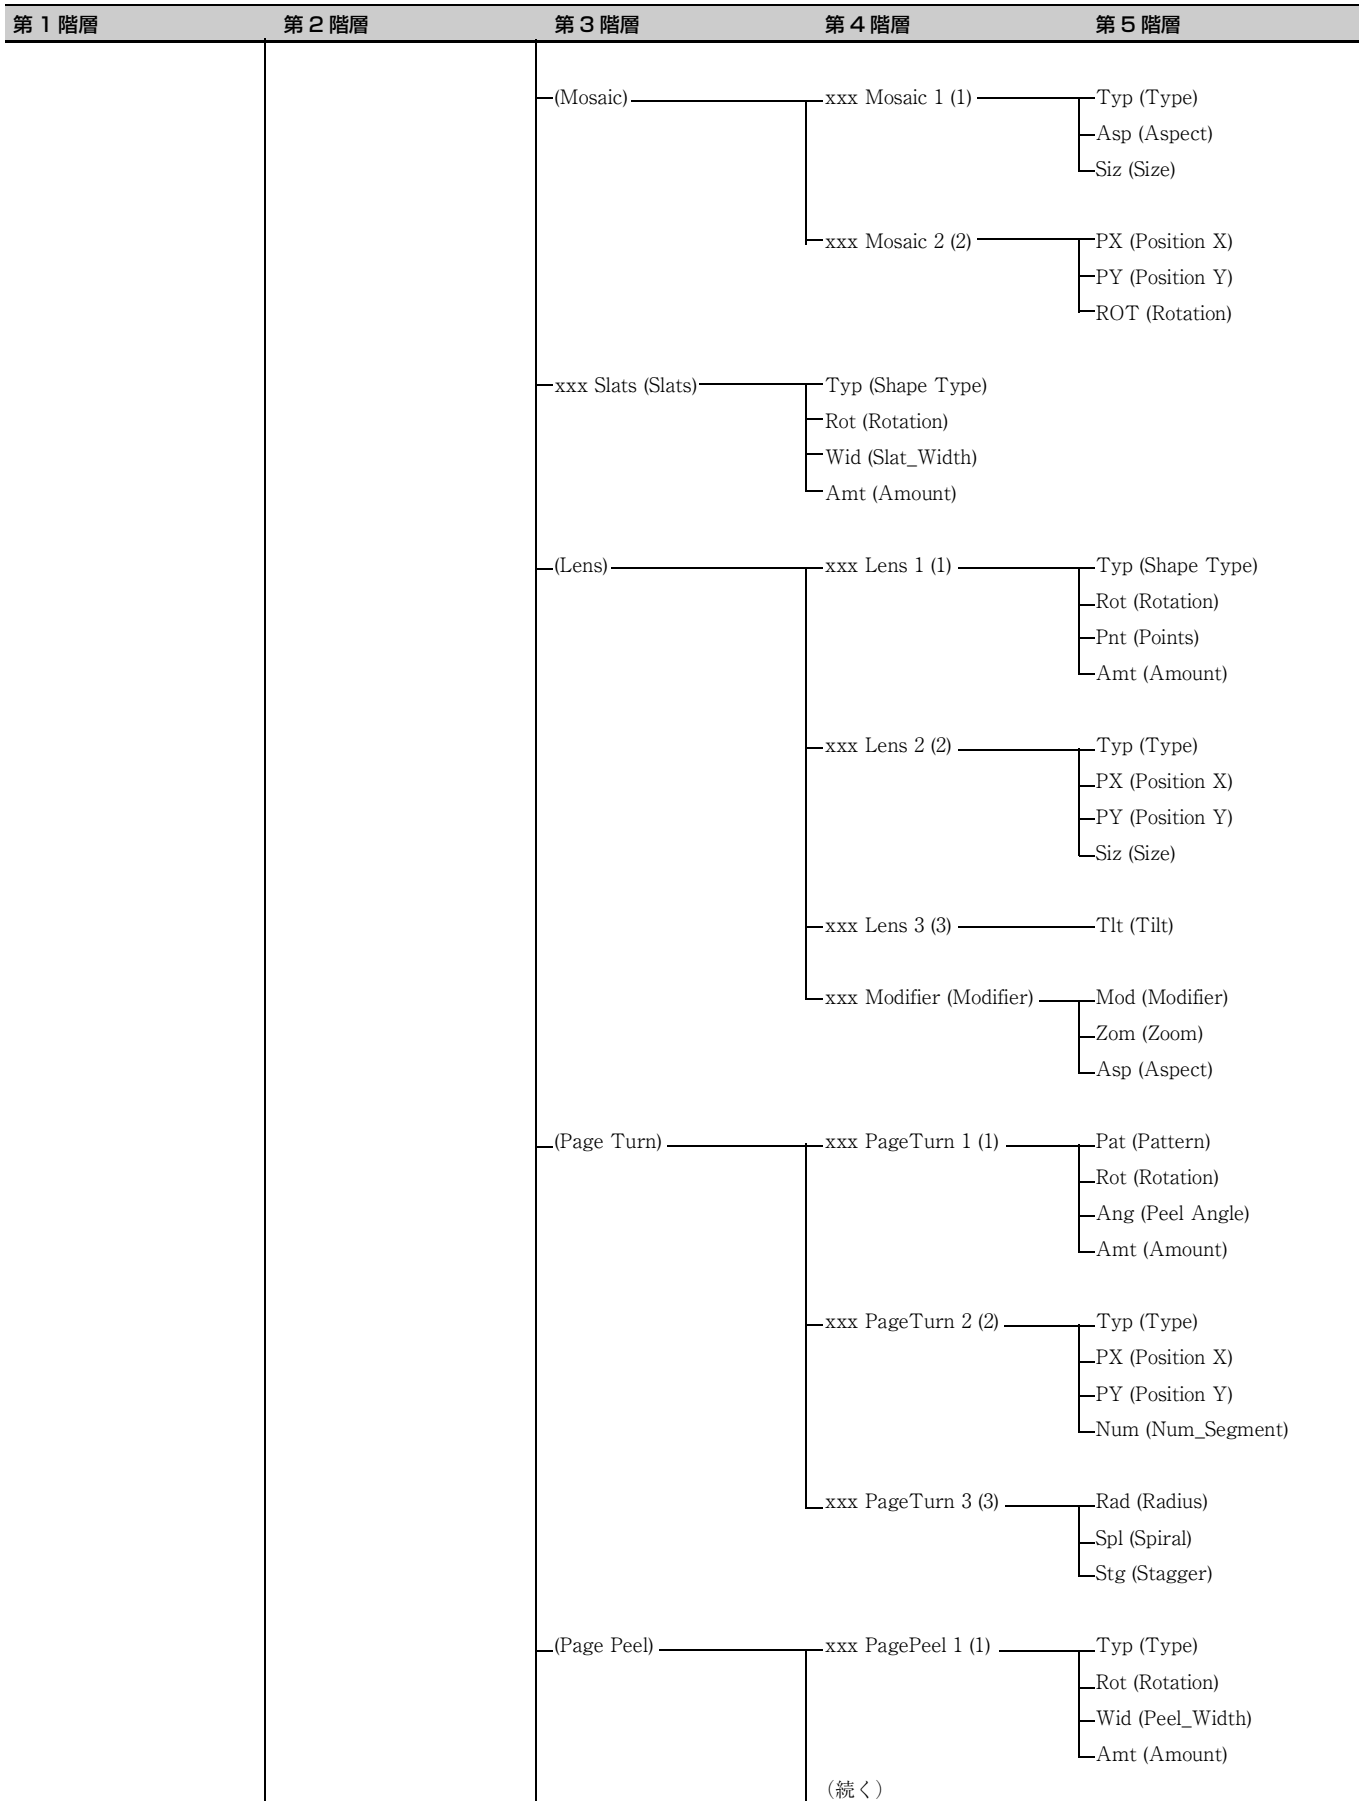 第 1 階層 第 2 階層 第 3 階層 第 4 階層 第 5 階層
(Mosaic) xxx Mosaic 1 (1) Typ (Type)
Asp (Aspect)
Siz (Size)
xxx Mosaic 2 (2) PX (Position X)
PY (Position Y)
ROT (Rotation)
xxx Slats (Slats) Typ (Shape Type)
Rot (Rotation)
Wid (Slat_Width)
Amt (Amount)
(Lens) xxx Lens 1 (1) Typ (Shape Type)
Rot (Rotation)
Pnt (Points)
Amt (Amount)
xxx Lens 2 (2) Typ (Type)
PX (Position X)
PY (Position Y)
Siz (Size)
xxx Lens 3 (3) Tlt (Tilt)
xxx Modifier (Modifier) Mod (Modifier)
Zom (Zoom)
Asp (Aspect)
(Page Turn) xxx PageTurn 1 (1) Pat (Pattern)
Rot (Rotation)
Ang (Peel Angle)
Amt (Amount)
xxx PageTurn 2 (2) Typ (Type)
PX (Position X)
PY (Position Y)
Num (Num_Segment)
xxx PageTurn 3 (3) Rad (Radius)
Spl (Spiral)
Stg (Stagger)
(Page Peel) xxx PagePeel 1 (1) Typ (Type)
Rot (Rotation)
Wid (Peel_Width)
Amt (Amount)
（続く）